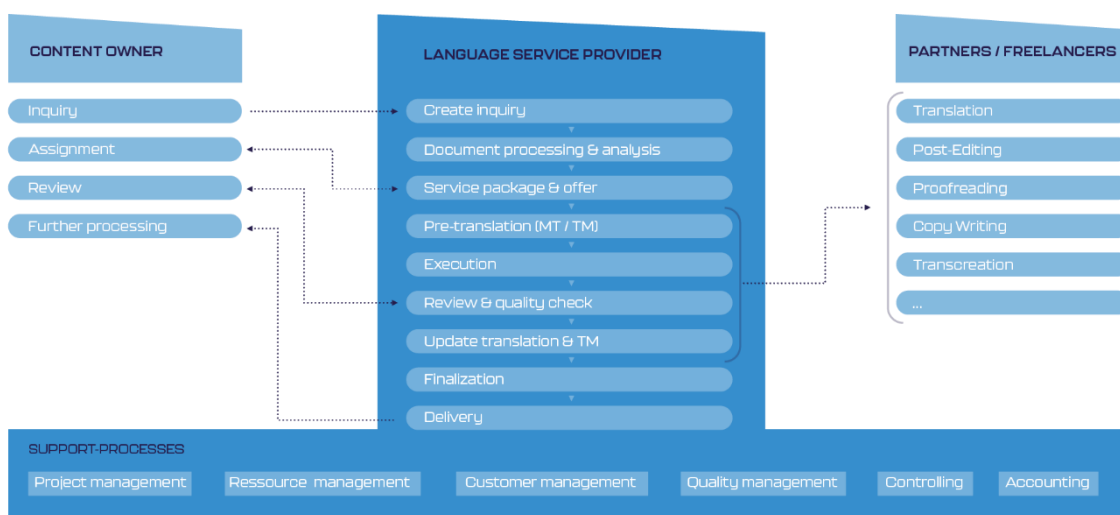 CONTENT OWNER
Inquiry
Assignment
Review
Further processing
LANGUAGE SERVICE PROVIDER
Create inquiry
Document processing & analysis
Service package & offer
Pre-translation (MT / TM)
Execution
Review & quality check
Update translation & TM
Finalization
Delivery
PARTNERS / FREELANCERS
Translation
Post-Editing
Proofreading
Copy Writing
Transcreation
...
SUPPORT-PROCESSES
Project management
Ressource management
Customer management
Quality management
Controlling
Accounting